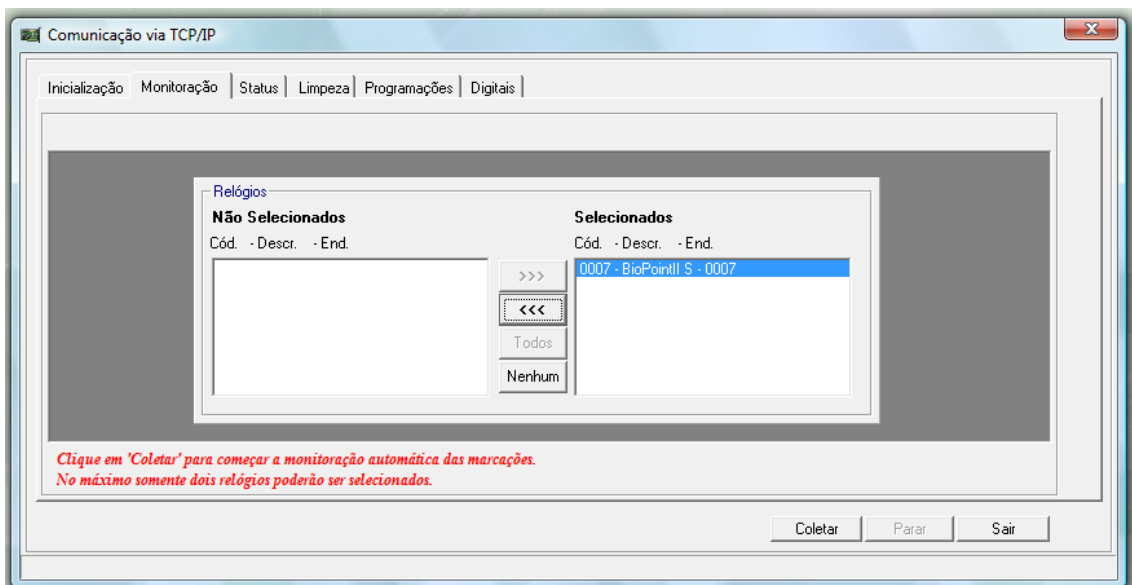 Comunicação via TCP/IP
Inicialização Monitoração Status Limpeza Programações Digitais
Relógios
Não Selecionados Selecionados
Cód. - Descr. - End. Cód. - Descr. - End.
>>> 0007 - BioPointII S - 0007
<<<
Todos
Nenhum
Clique em 'Coletar' para começar a monitoração automática das marcações.
No máximo somente dois relógios poderão ser selecionados.
Coletar Parar Sair